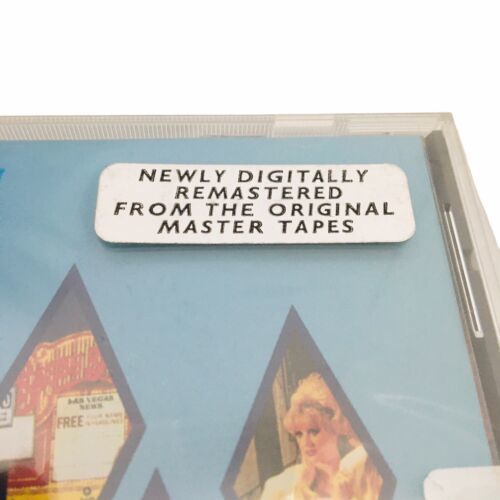 NEWLY DIGITALLY
REMASTERED
FROM THE ORIGINAL
MASTER TAPES
LAS VEGAS
NEWS
FREE